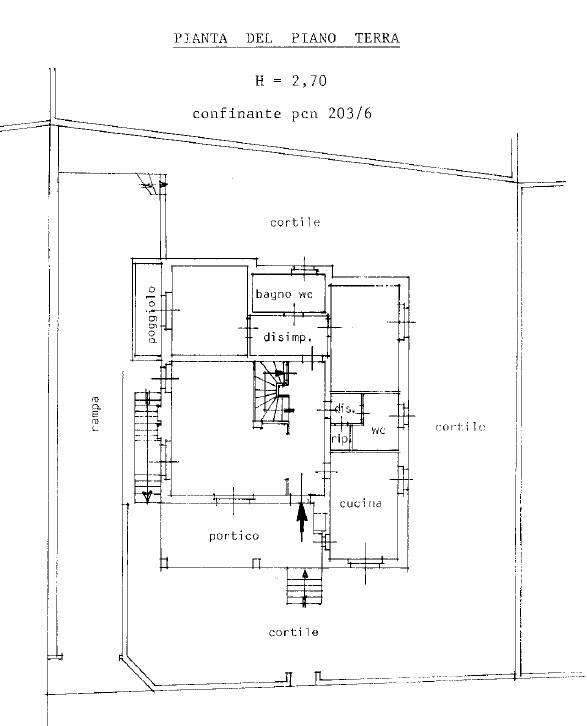 PIANTA DEL PIANO TERRA
H = 2,70
confinante pcn 203/6
cortile
bagno wc
poggiolo
disimp.
rampa
dis.
wc
rip.
cortile
cucina
portico
cortile